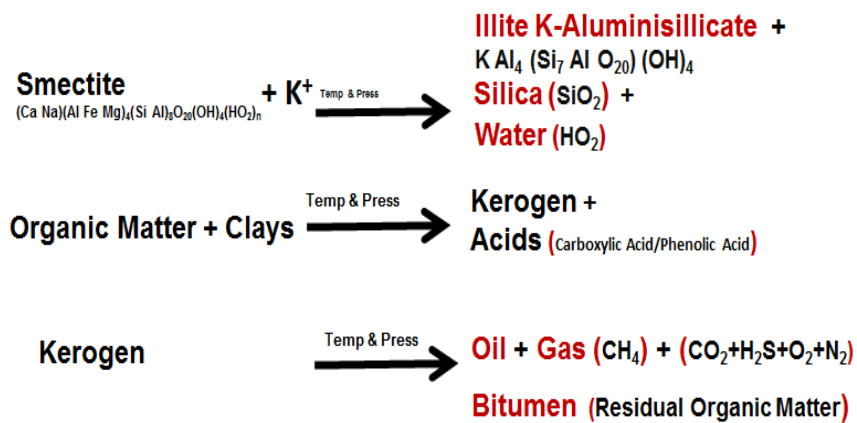 Illite K-Aluminisillicate +
K Al₄ (Si₇ Al O₂₀) (OH)₄
Smectite + K⁺ Temp & Press
(Ca Na)(Al Fe Mg)₄(Si Al)₈O₂₀(OH)₄(HO₂)ₙ
Silica (SiO₂) +
Water (HO₂)
Organic Matter + Clays Temp & Press Kerogen +
Acids (Carboxylic Acid/Phenolic Acid)
Kerogen Temp & Press Oil + Gas (CH₄) + (CO₂+H₂S+O₂+N₂)
Bitumen (Residual Organic Matter)